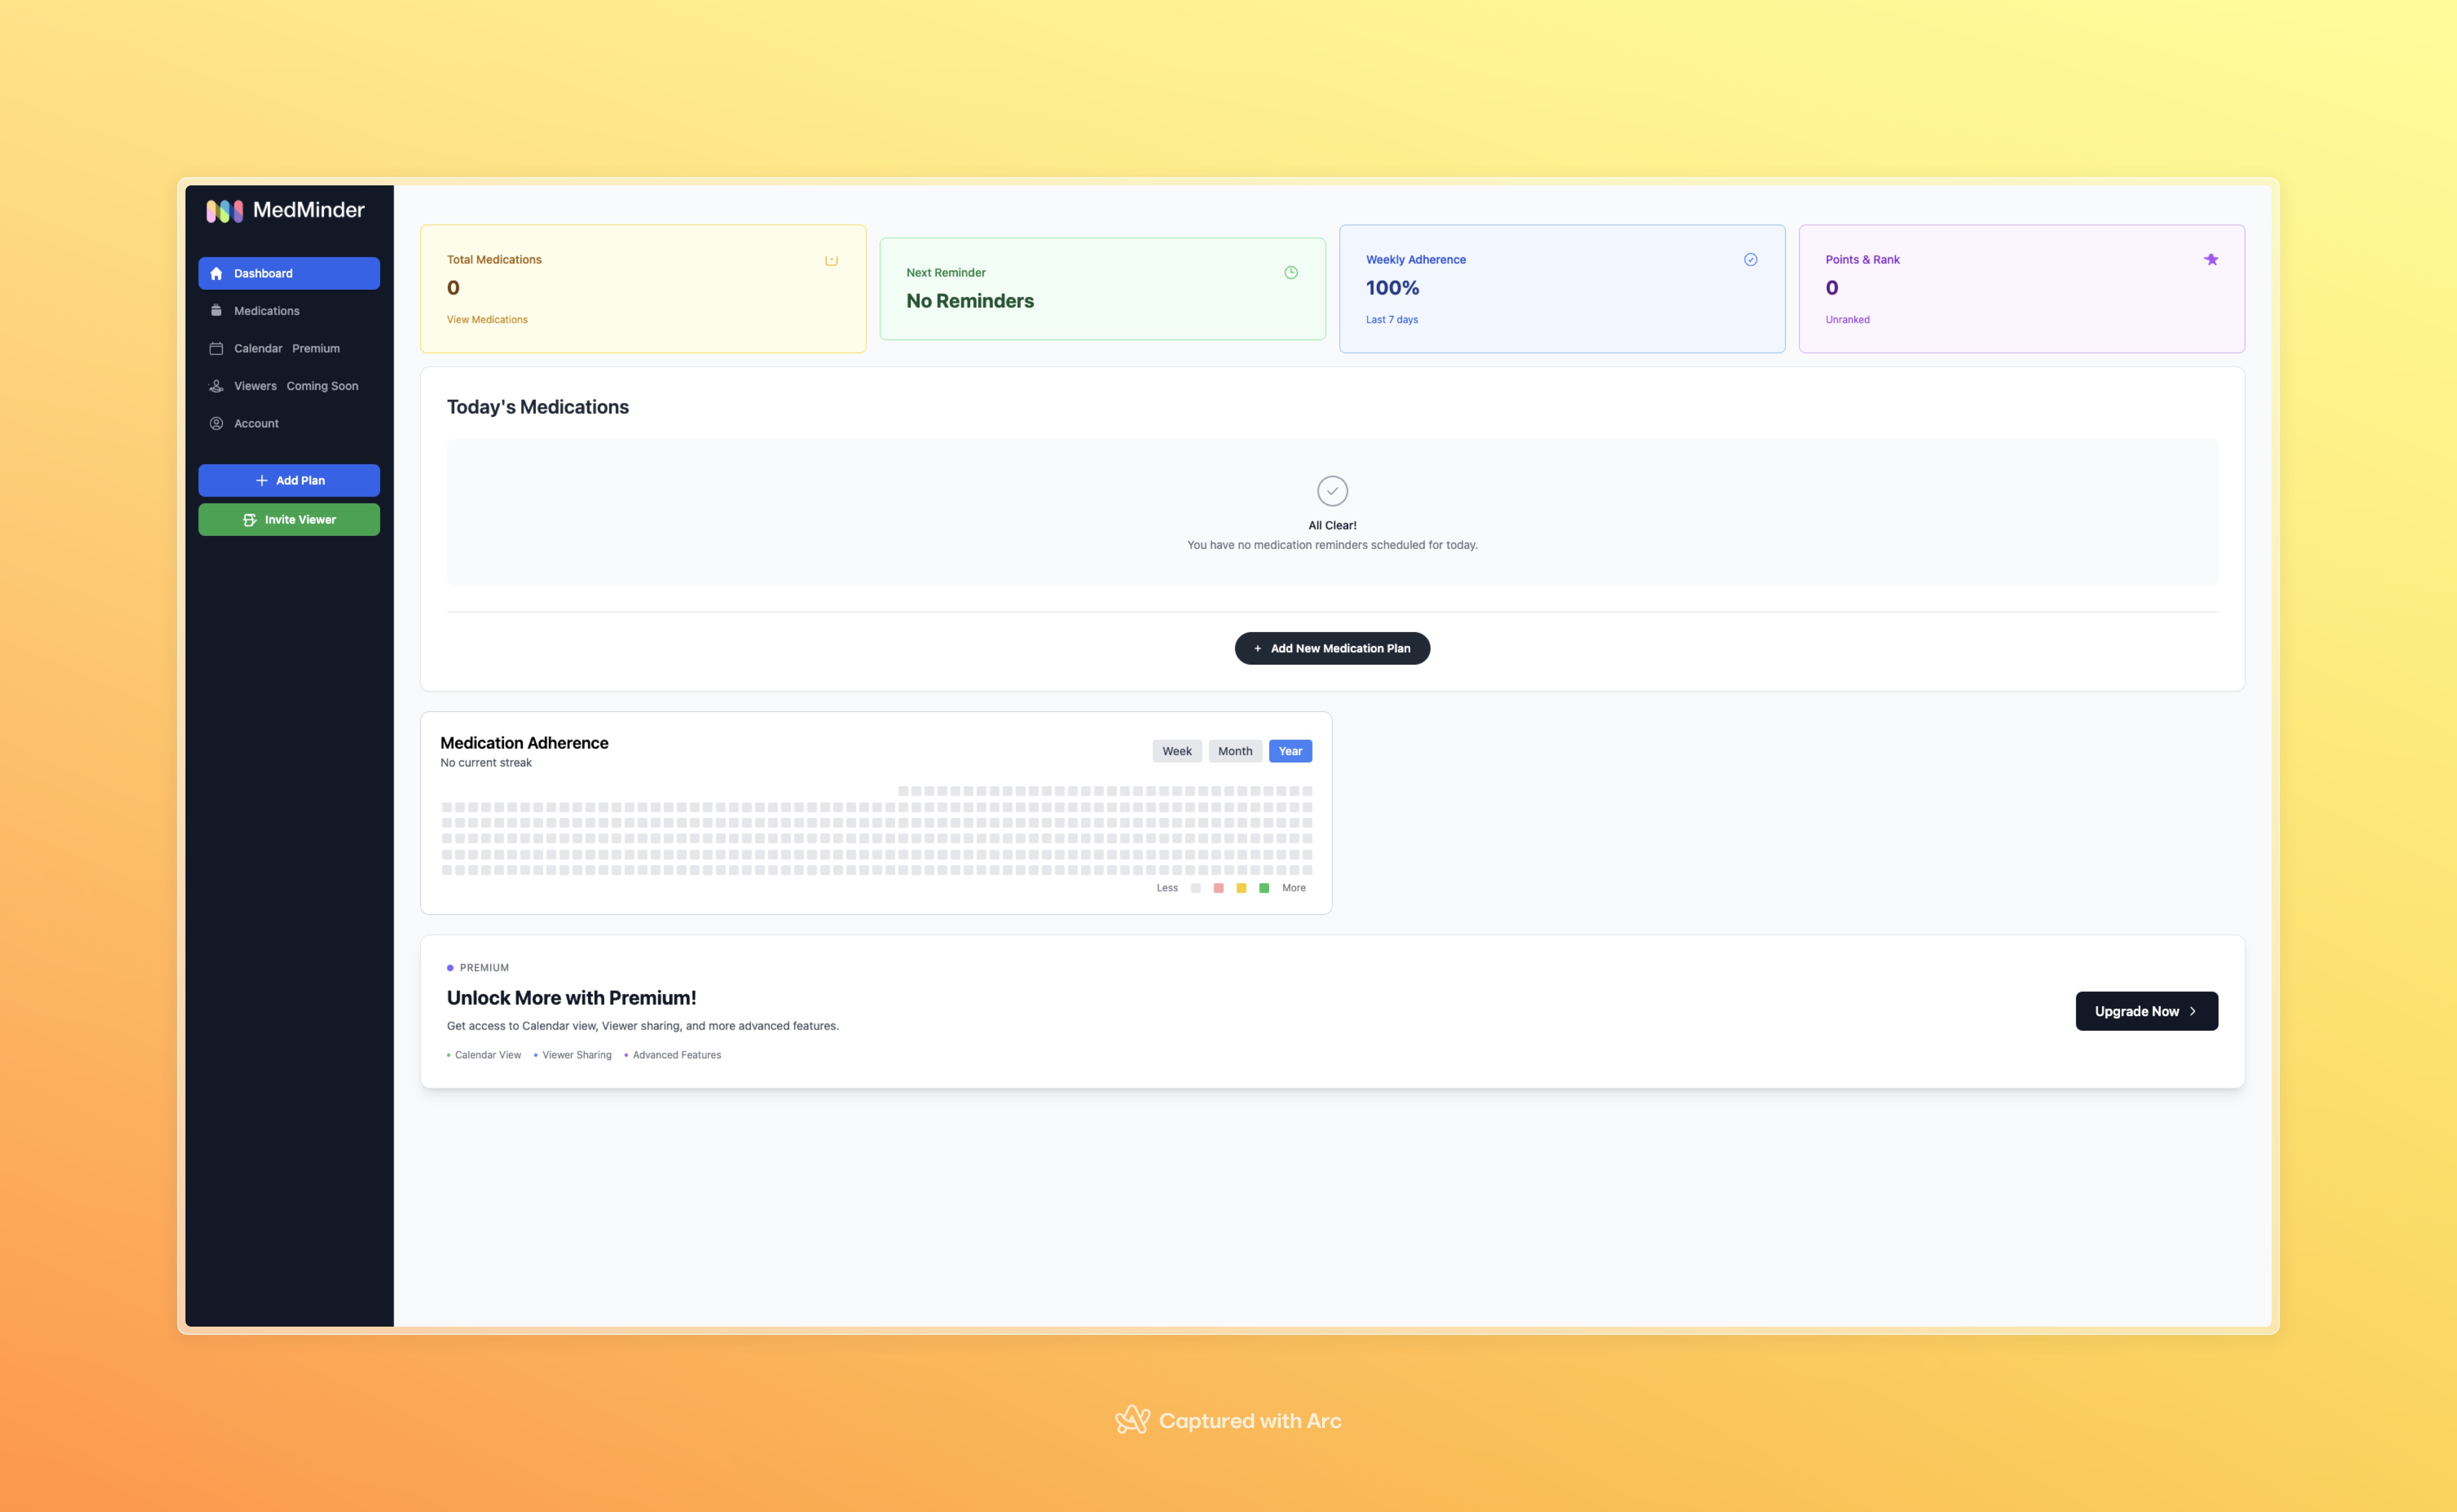 MedMinder
Dashboard
Medications
Calendar Premium
Viewers Coming Soon
Account
Add Plan
Invite Viewer
Total Medications
0
View Medications
Next Reminder
No Reminders
Weekly Adherence
100%
Last 7 days
Points & Rank
0
Unranked
Today's Medications
All Clear!
You have no medication reminders scheduled for today.
+ Add New Medication Plan
Medication Adherence
No current streak
Week Month Year
Less More
PREMIUM
Unlock More with Premium!
Get access to Calendar view, Viewer sharing, and more advanced features.
• Calendar View • Viewer Sharing • Advanced Features
Upgrade Now
Captured with Arc